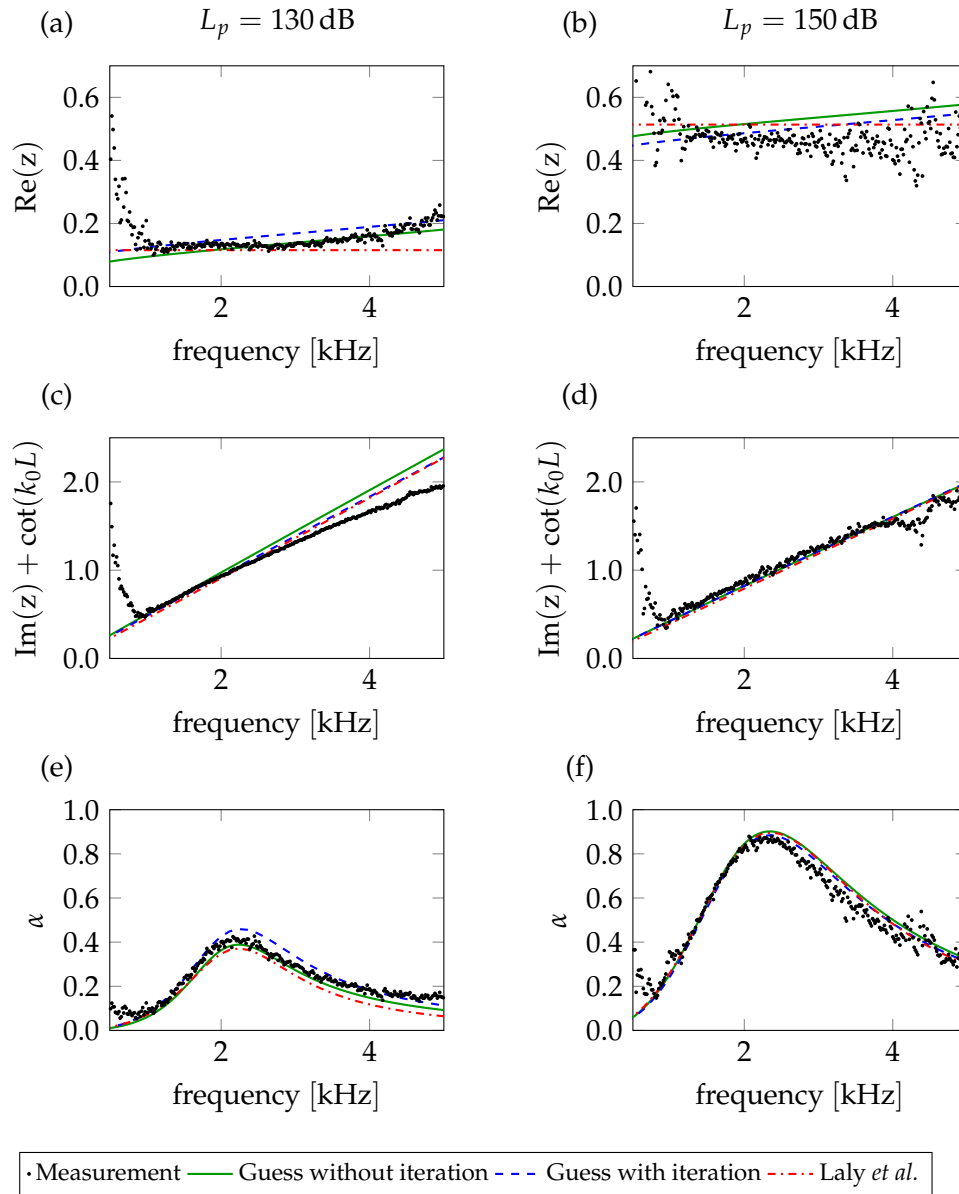 (a) L_p = 130 dB
(b) L_p = 150 dB
Re(z)
0.6
0.4
0.2
0.0
2 4
frequency [kHz]
Re(z)
0.6
0.4
0.2
0.0
2 4
frequency [kHz]
(c)
Im(z) + cot(k_0L)
2.0
1.0
0.0
2 4
frequency [kHz]
(d)
Im(z) + cot(k_0L)
2.0
1.0
0.0
2 4
frequency [kHz]
(e)
α
1.0
0.8
0.6
0.4
0.2
0.0
2 4
frequency [kHz]
(f)
α
1.0
0.8
0.6
0.4
0.2
0.0
2 4
frequency [kHz]
Measurement Guess without iteration Guess with iteration Laly et al.